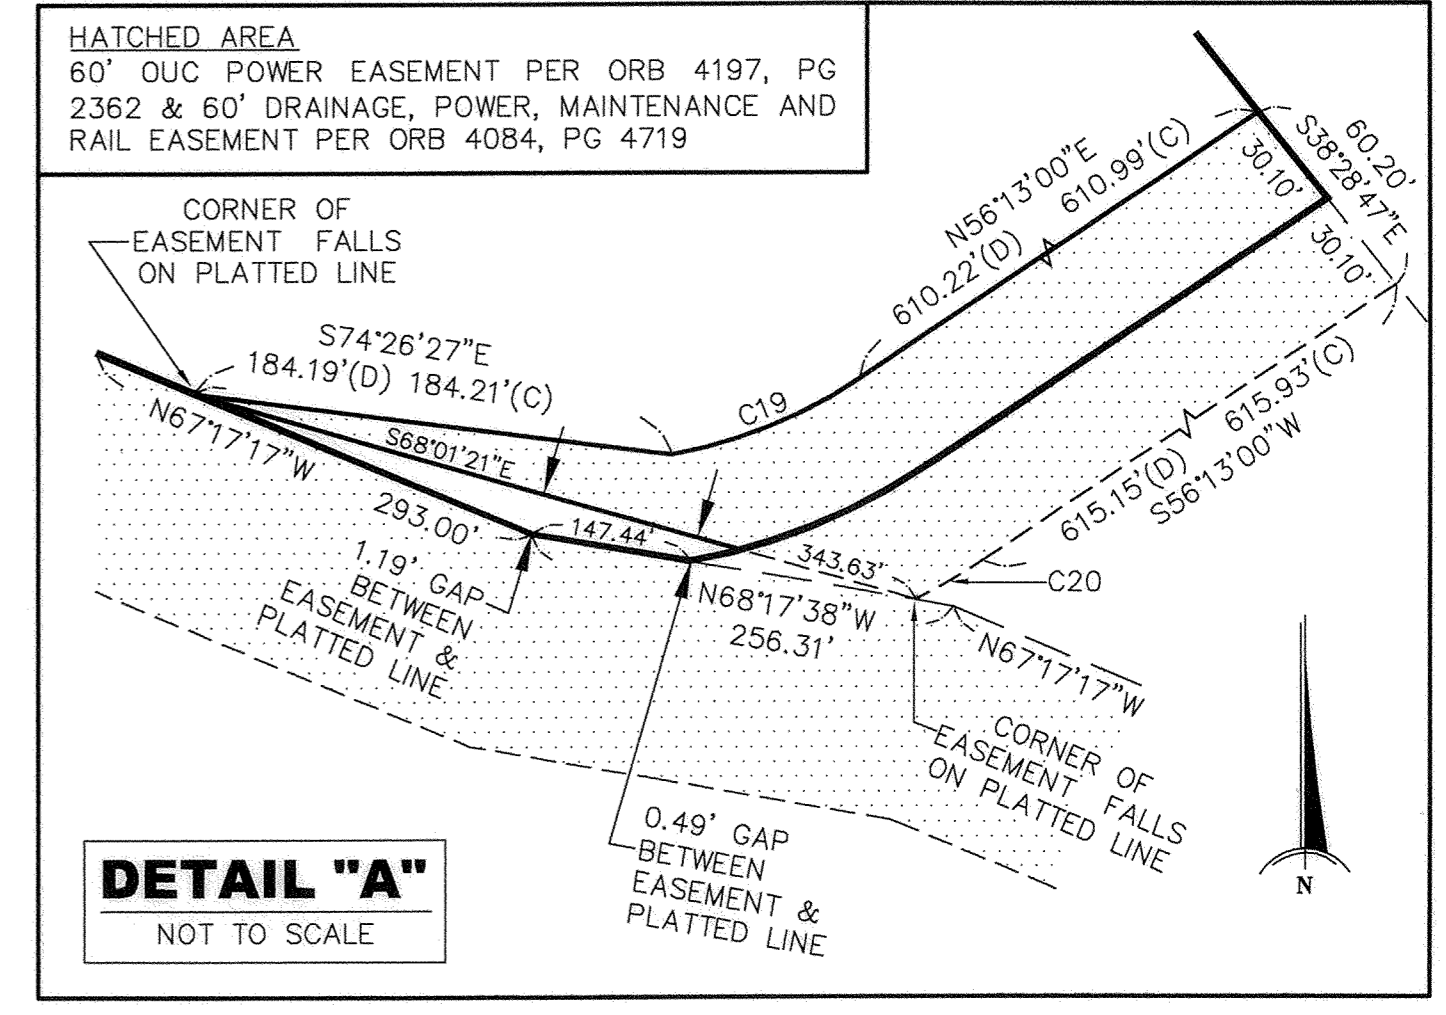 HATCHED AREA
60' OUC POWER EASEMENT PER ORB 4197, PG
2362 & 60' DRAINAGE, POWER, MAINTENANCE AND
RAIL EASEMENT PER ORB 4084, PG 4719
CORNER OF
EASEMENT FALLS
ON PLATTED LINE
S74°26'27"E
184.19'(D) 184.21'(C)
N67°17'17"W
293.00'
S68°01'21"E
147.44'
343.63'
C19
N56°13'00"E
610.22'(D) 610.99'(C)
60.20'
S38°28'47"E
30.10'
30.10'
615.15'(D) 615.93'(C)
S56°13'00"W
C20
1.19' GAP
BETWEEN
EASEMENT &
PLATTED LINE
N68°17'38"W
256.31'
N67°17'17"W
CORNER OF
EASEMENT FALLS
ON PLATTED LINE
0.49' GAP
BETWEEN
EASEMENT &
PLATTED LINE
DETAIL "A"
NOT TO SCALE
N